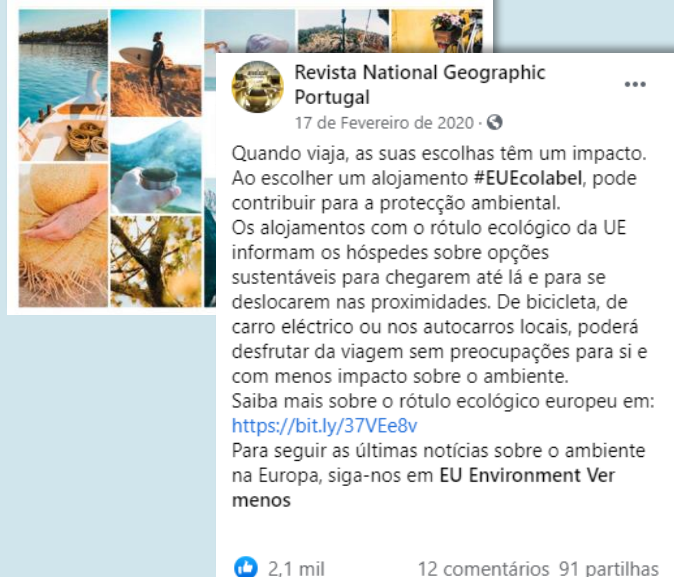 Revista National Geographic
Portugal
17 de Fevereiro de 2020 ·
Quando viaja, as suas escolhas têm um impacto.
Ao escolher um alojamento #EUEcolabel, pode
contribuir para a protecção ambiental.
Os alojamentos com o rótulo ecológico da UE
informam os hóspedes sobre opções
sustentáveis para chegarem até lá e para se
deslocarem nas proximidades. De bicicleta, de
carro eléctrico ou nos autocarros locais, poderá
desfrutar da viagem sem preocupações para si e
com menos impacto sobre o ambiente.
Saiba mais sobre o rótulo ecológico europeu em:
https://bit.ly/37VEe8v
Para seguir as últimas notícias sobre o ambiente
na Europa, siga-nos em EU Environment Ver
menos
2,1 mil 12 comentários 91 partilhas